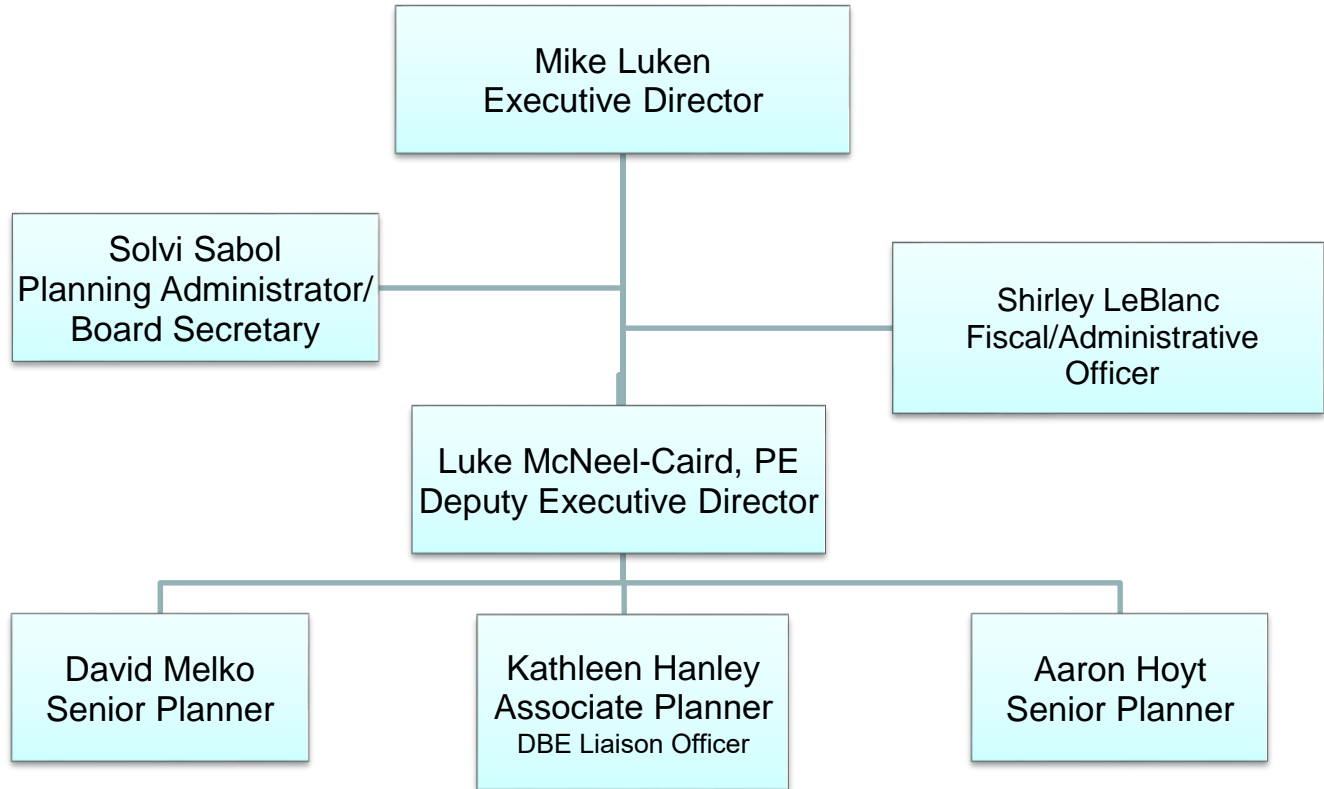 Mike Luken
Executive Director
Solvi Sabol
Planning Administrator/
Board Secretary
Shirley LeBlanc
Fiscal/Administrative
Officer
Luke McNeel-Caird, PE
Deputy Executive Director
David Melko
Senior Planner
Kathleen Hanley
Associate Planner
DBE Liaison Officer
Aaron Hoyt
Senior Planner